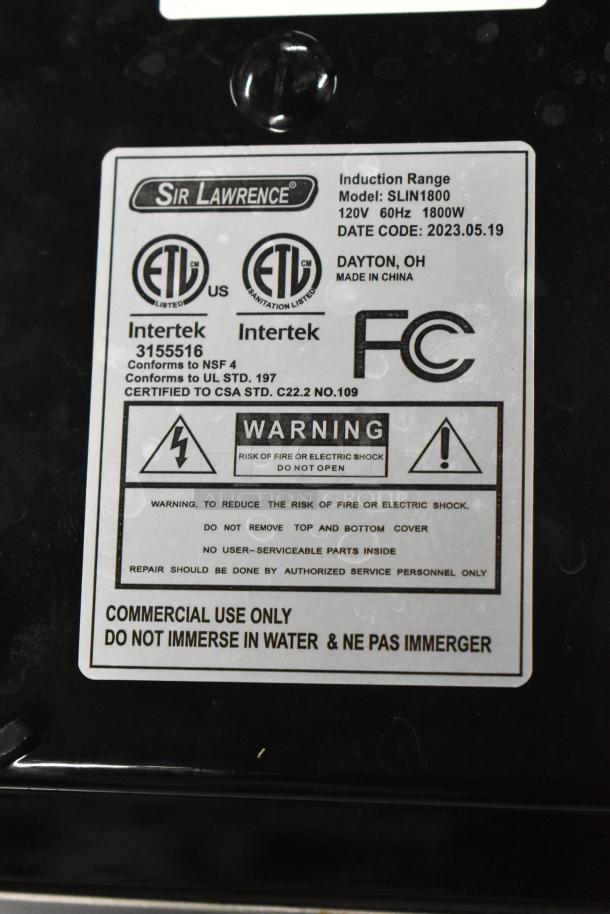 SIR LAWRENCE®
Induction Range
Model: SLIN1800
120V 60Hz 1800W
DATE CODE: 2023.05.19
DAYTON, OH
MADE IN CHINA
ETL CM
LISTED
US
Intertek
3155516
ETL CM
SANITATION LISTED
Intertek
FC
Conforms to NSF 4
Conforms to UL STD. 197
CERTIFIED TO CSA STD. C22.2 NO.109
WARNING
RISK OF FIRE OR ELECTRIC SHOCK
DO NOT OPEN
!
AUCTION GROUP
WARNING. TO REDUCE THE RISK OF FIRE OR ELECTRIC SHOCK.
DO NOT REMOVE TOP AND BOTTOM COVER
NO USER-SERVICEABLE PARTS INSIDE
REPAIR SHOULD BE DONE BY AUTHORIZED SERVICE PERSONNEL ONLY
COMMERCIAL USE ONLY
DO NOT IMMERSE IN WATER & NE PAS IMMERGER